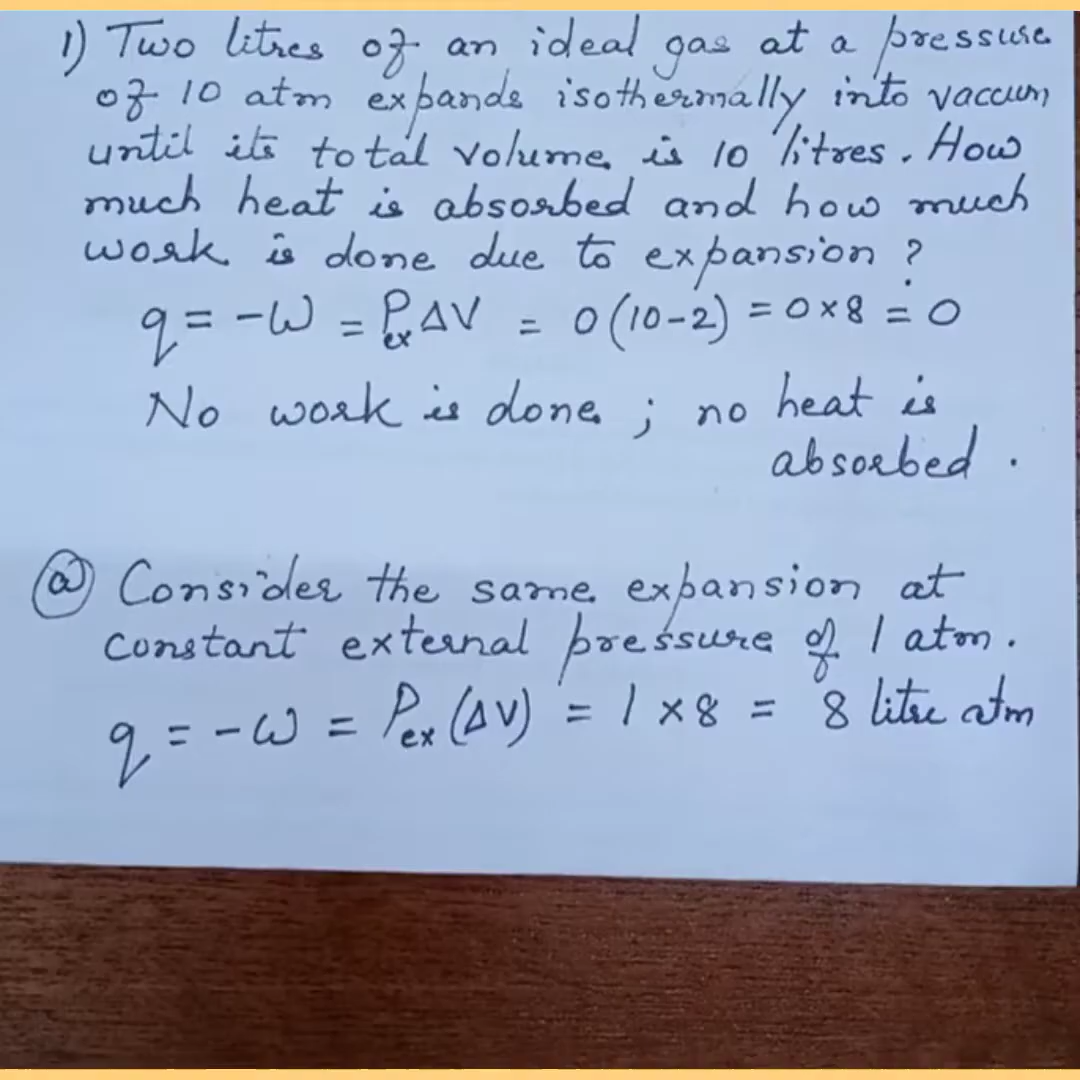 1) Two litres of an ideal gas at a pressure
of 10 atm expands isothermally into vaccum
until its total volume is 10 litres. How
much heat is absorbed and how much
work is done due to expansion?
q = -W = Pex ΔV = 0(10-2) = 0×8 = 0
No work is done; no heat is
absorbed.
(a) Consider the same expansion at
constant external pressure of 1 atm.
q = -W = Pex (ΔV) = 1×8 = 8 litre atm